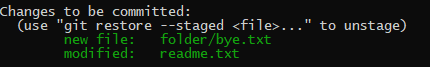 Changes to be committed:
(use "git restore --staged <file>..." to unstage)
new file: folder/bye.txt
modified: readme.txt